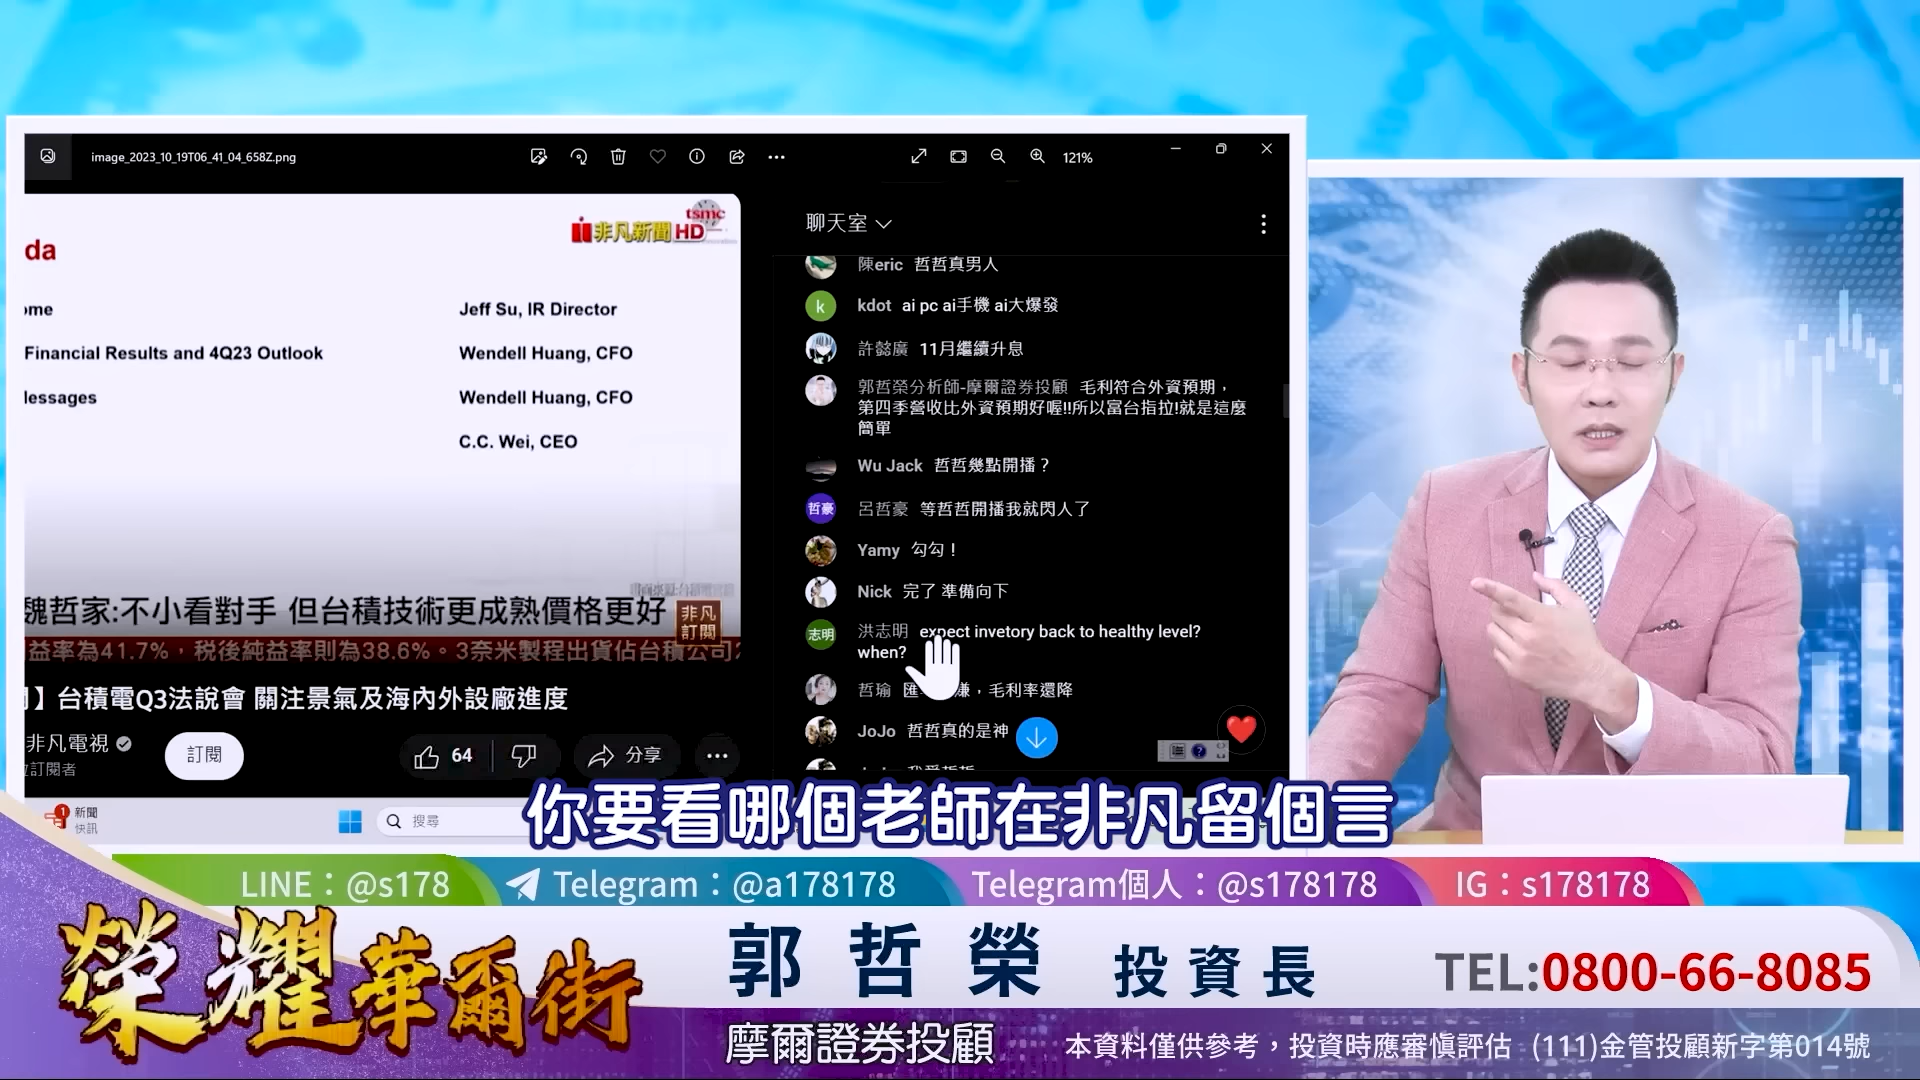 image_2023_10_19T06_41_04_658Z.png
121%
da
tsmc
非凡新聞HD
Jeff Su, IR Director
Financial Results and 4Q23 Outlook
Wendell Huang, CFO
Wendell Huang, CFO
C.C. Wei, CEO
魏哲家:不小看對手 但台積技術更成熟價格更好
非凡
訂閱
益率為41.7%，稅後純益率則為38.6%。3奈米製程出貨佔台積公司
】台積電Q3法說會 關注景氣及海內外設廠進度
非凡電視
訂閱者
訂閱
64
分享
聊天室
陳eric 哲哲真男人
k
kdot ai pc ai手機 ai大爆發
許懿廣 11月繼續升息
郭哲榮分析師-摩爾證券投顧 毛利符合外資預期，
第四季營收比外資預期好喔!!所以富台指拉!就是這麼
簡單
Wu Jack 哲哲幾點開播？
哲豪
呂哲豪 等哲哲開播我就閃人了
Yamy 勾勾！
Nick 完了 準備向下
志明
洪志明 expect invetory back to healthy level?
when?
哲瑜 匯 賺，毛利率還降
JoJo 哲哲真的是神
1
新聞
快訊
搜尋
你要看哪個老師在非凡留個言
LINE：@s178
Telegram：@a178178
Telegram個人：@s178178
IG：s178178
榮耀華爾街
郭哲榮 投資長
TEL:0800-66-8085
摩爾證券投顧
本資料僅供參考，投資時應審慎評估 (111)金管投顧新字第014號